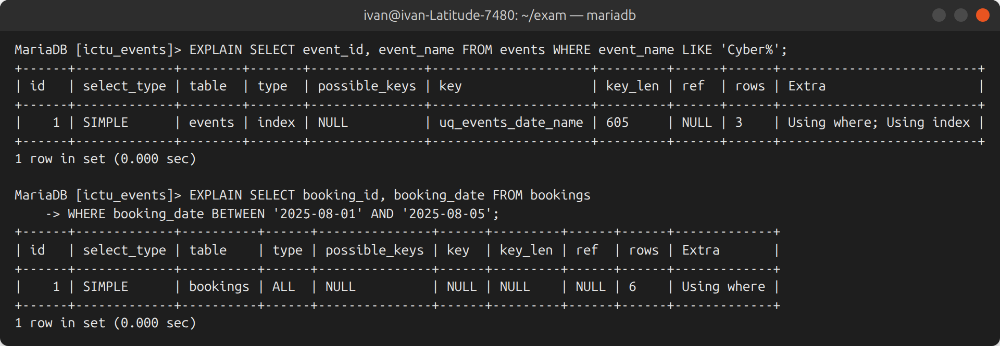 ivan@ivan-Latitude-7480: ~/exam — mariadb
MariaDB [ictu_events]> EXPLAIN SELECT event_id, event_name FROM events WHERE event_name LIKE 'Cyber%';
+------+-------------+--------+-------+---------------+---------------------+---------+------+------+--------------------------+
| id   | select_type | table  | type  | possible_keys | key                 | key_len | ref  | rows | Extra                    |
+------+-------------+--------+-------+---------------+---------------------+---------+------+------+--------------------------+
|    1 | SIMPLE      | events | index | NULL          | uq_events_date_name | 605     | NULL | 3    | Using where; Using index |
+------+-------------+--------+-------+---------------+---------------------+---------+------+------+--------------------------+
1 row in set (0.000 sec)

MariaDB [ictu_events]> EXPLAIN SELECT booking_id, booking_date FROM bookings
    -> WHERE booking_date BETWEEN '2025-08-01' AND '2025-08-05';
+------+-------------+----------+------+---------------+------+---------+------+------+-------------+
| id   | select_type | table    | type | possible_keys | key  | key_len | ref  | rows | Extra       |
+------+-------------+----------+------+---------------+------+---------+------+------+-------------+
|    1 | SIMPLE      | bookings | ALL  | NULL          | NULL | NULL    | NULL | 6    | Using where |
+------+-------------+----------+------+---------------+------+---------+------+------+-------------+
1 row in set (0.000 sec)